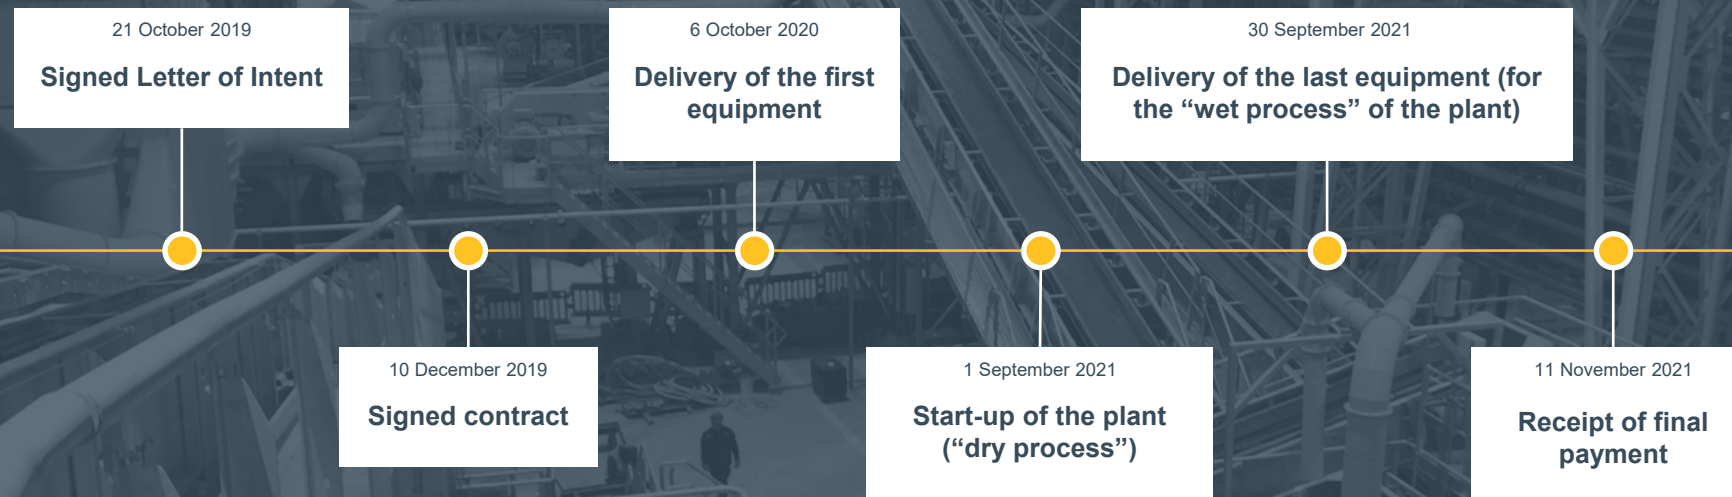 21 October 2019
Signed Letter of Intent
10 December 2019
Signed contract
6 October 2020
Delivery of the first
equipment
1 September 2021
Start-up of the plant
(“dry process”)
30 September 2021
Delivery of the last equipment (for
the “wet process” of the plant)
11 November 2021
Receipt of final
payment